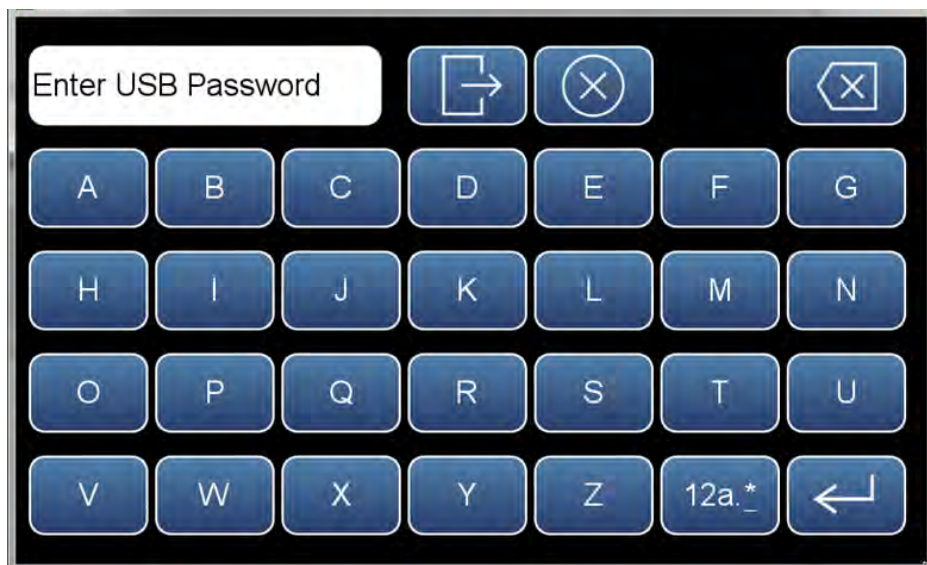 Enter USB Password
A B C D E F G
H I J K L M N
O P Q R S T U
V W X Y Z 12a.*_